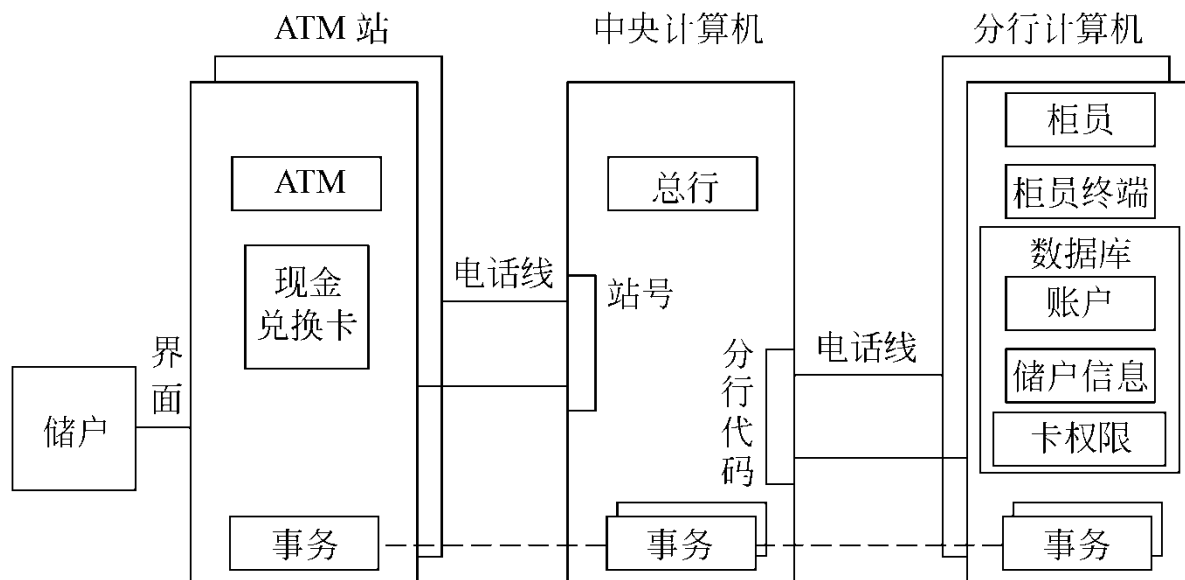 ATM 站
中央计算机
分行计算机
储户
界
面
ATM
现金
兑换卡
事务
电话线
总行
站号
分
行
代
码
事务
电话线
柜员
柜员终端
数据库
账户
储户信息
卡权限
事务